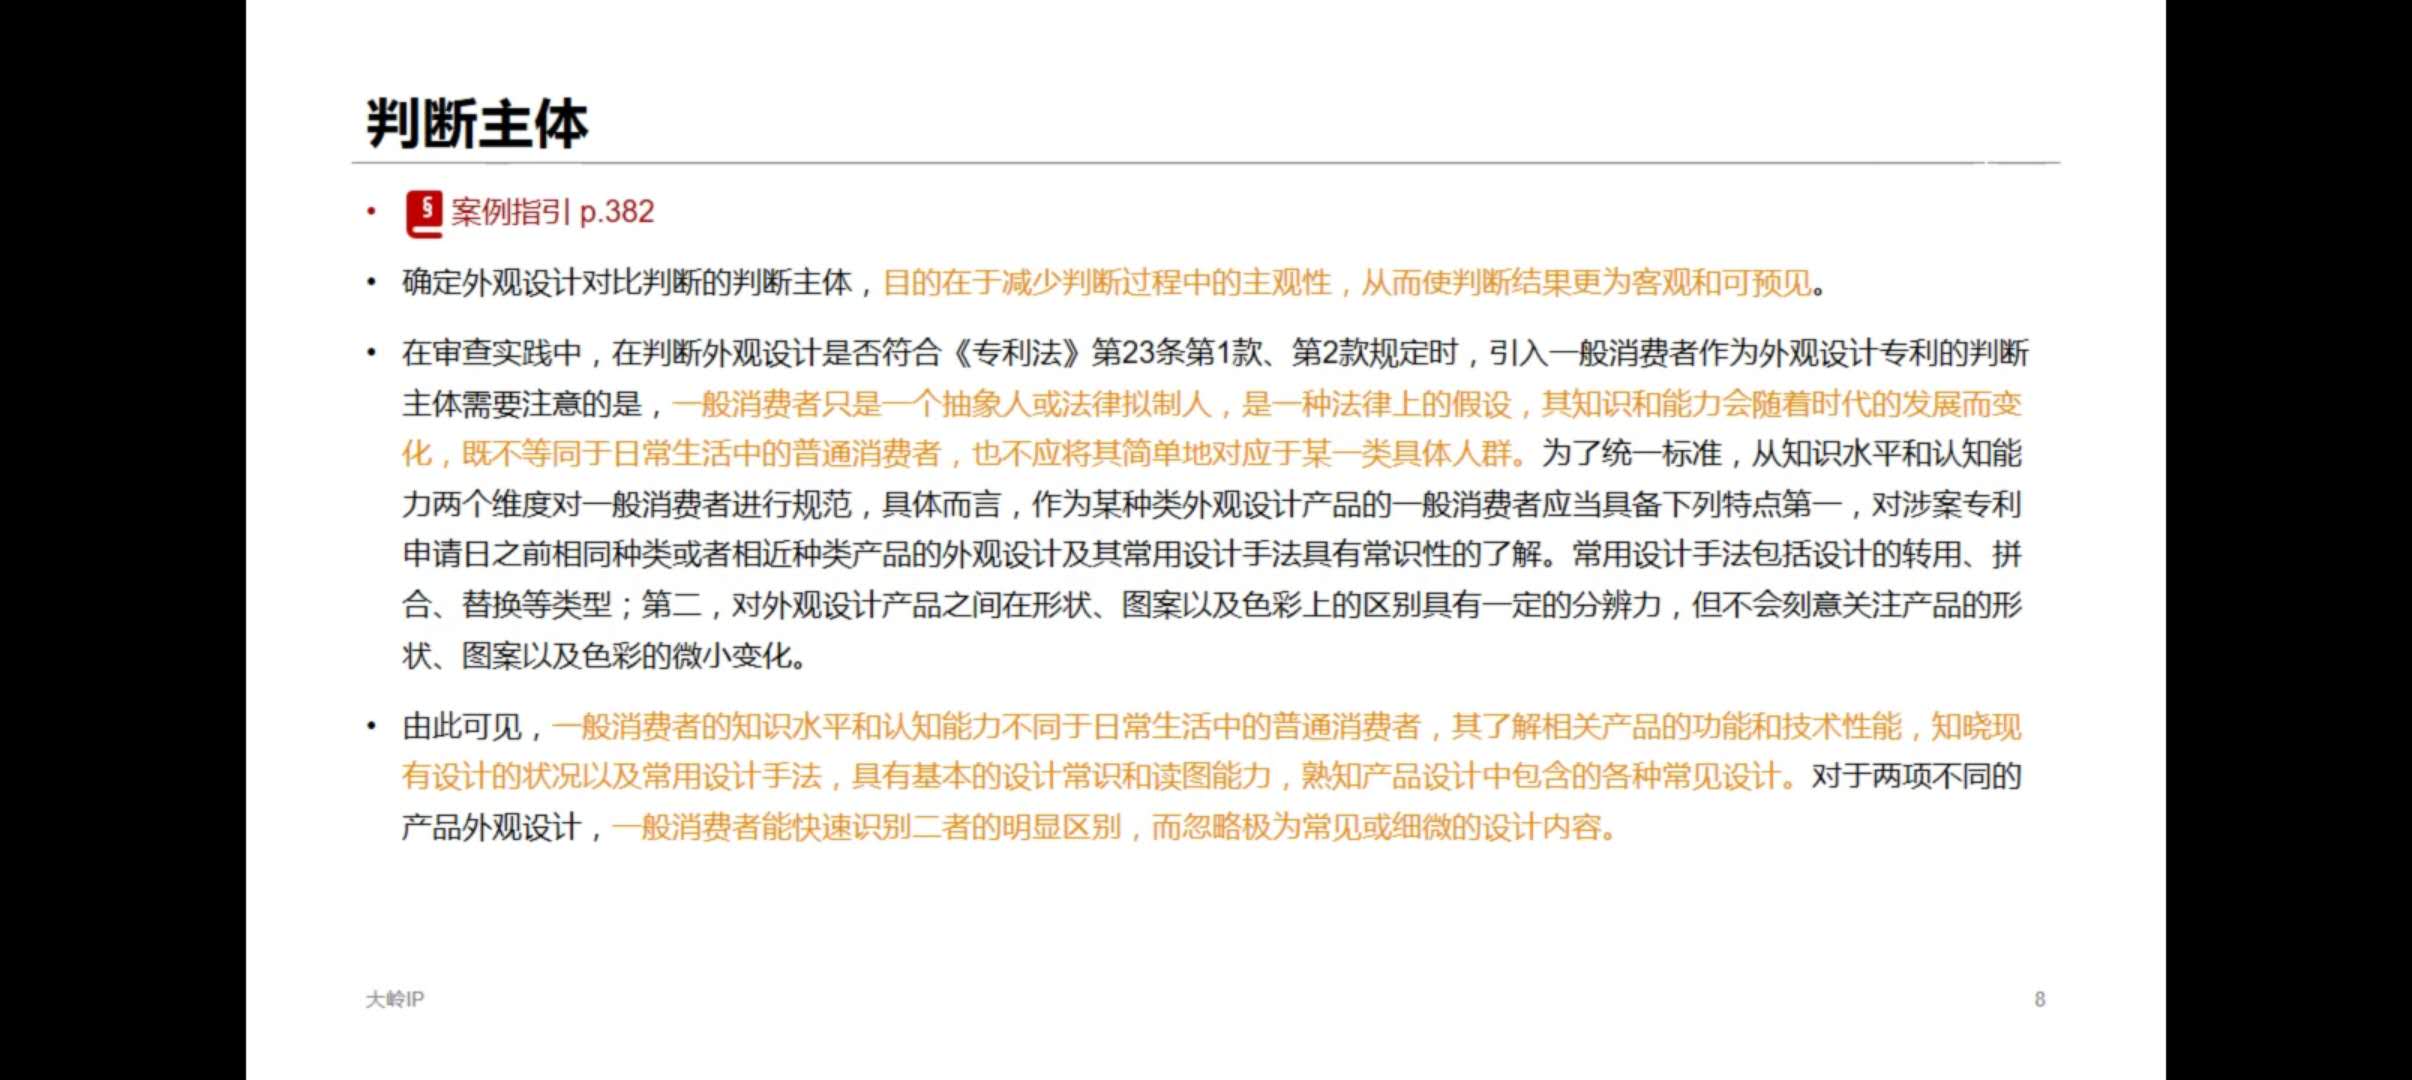 判断主体
• § 案例指引 p.382
• 确定外观设计对比判断的判断主体，目的在于减少判断过程中的主观性，从而使判断结果更为客观和可预见。
• 在审查实践中，在判断外观设计是否符合《专利法》第23条第1款、第2款规定时，引入一般消费者作为外观设计专利的判断
主体需要注意的是，一般消费者只是一个抽象人或法律拟制人，是一种法律上的假设，其知识和能力会随着时代的发展而变
化，既不等同于日常生活中的普通消费者，也不应将其简单地对应于某一类具体人群。为了统一标准，从知识水平和认知能
力两个维度对一般消费者进行规范，具体而言，作为某种类外观设计产品的一般消费者应当具备下列特点第一，对涉案专利
申请日之前相同种类或者相近种类产品的外观设计及其常用设计手法具有常识性的了解。常用设计手法包括设计的转用、拼
合、替换等类型；第二，对外观设计产品之间在形状、图案以及色彩上的区别具有一定的分辨力，但不会刻意关注产品的形
状、图案以及色彩的微小变化。
• 由此可见，一般消费者的知识水平和认知能力不同于日常生活中的普通消费者，其了解相关产品的功能和技术性能，知晓现
有设计的状况以及常用设计手法，具有基本的设计常识和读图能力，熟知产品设计中包含的各种常见设计。对于两项不同的
产品外观设计，一般消费者能快速识别二者的明显区别，而忽略极为常见或细微的设计内容。
大岭IP
8